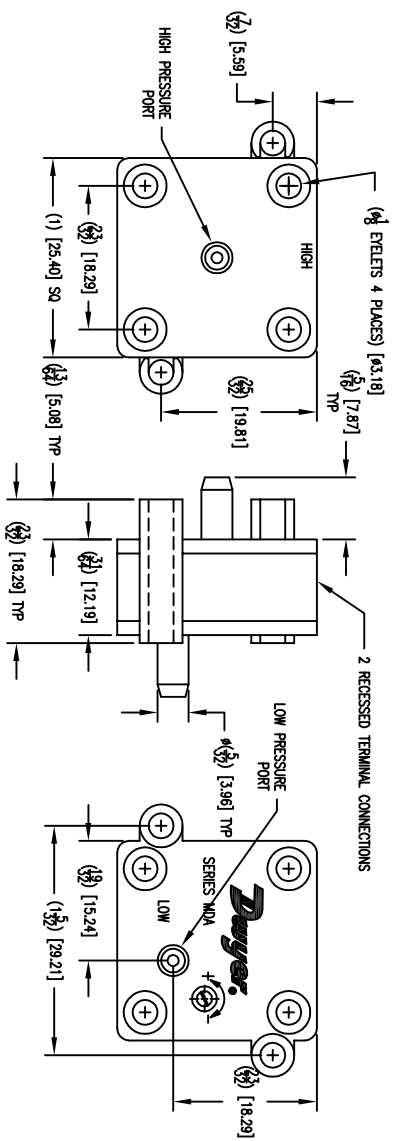 (7/32) [5.59]
HIGH PRESSURE
PORT
HIGH
(ø1/8 EYELETS 4 PLACES) [ø3.18]
(23/32) [18.29]
(1) [25.40] SQ
(25/32) [19.81]
(5/16) [7.87]
TYP
(13/64) [5.08] TYP
(31/64) [12.19]
(23/32) [18.29] TYP
2 RECESSED TERMINAL CONNECTIONS
ø(5/32) [3.96] TYP
LOW PRESSURE
PORT
Dwyer®
SERIES MDA
LOW
+
-
(19/32) [15.24]
(1 5/32) [29.21]
(23/32) [18.29]